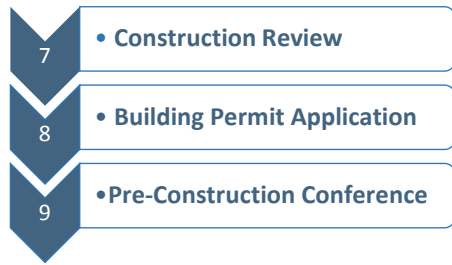 7
• Construction Review
8
• Building Permit Application
9
•Pre-Construction Conference